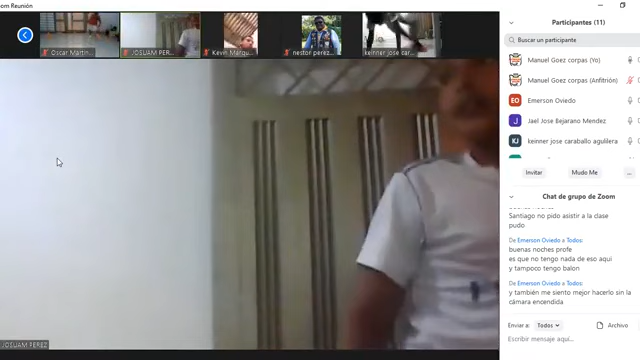 om Reunión
Oscar Martin...
JOSUAM PERE...
Kevin Marqu...
nestor perez...
keinner jose car...
JOSUAM PEREZ
Participantes (11)
Buscar un participante
Manuel Goez corpas (Yo)
Manuel Goez corpas (Anfitrión)
EO Emerson Oviedo
J Jael Jose Bejarano Mendez
KJ keinner jose caraballo agulilera
Invitar
Mudo Me
...
Chat de grupo de Zoom
Santiago no pido asistir a la clase
pudo
De Emerson Oviedo a Todos:
buenas noches profe
es que no tengo nada de eso aqui
y tampoco tengo balon
De Emerson Oviedo a Todos:
y también me siento mejor hacerlo sin la
cámara encendida
Enviar a: Todos
Archivo
Escribir mensaje aquí...